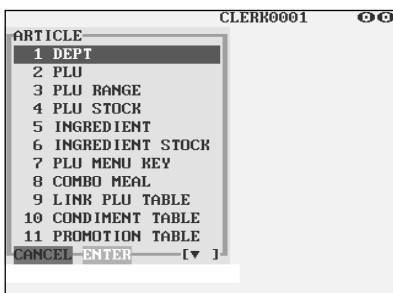 CLERK0001
ARTICLE
1 DEPT
2 PLU
3 PLU RANGE
4 PLU STOCK
5 INGREDIENT
6 INGREDIENT STOCK
7 PLU MENU KEY
8 COMBO MEAL
9 LINK PLU TABLE
10 CONDIMENT TABLE
11 PROMOTION TABLE
CANCEL ENTER [▼ ]